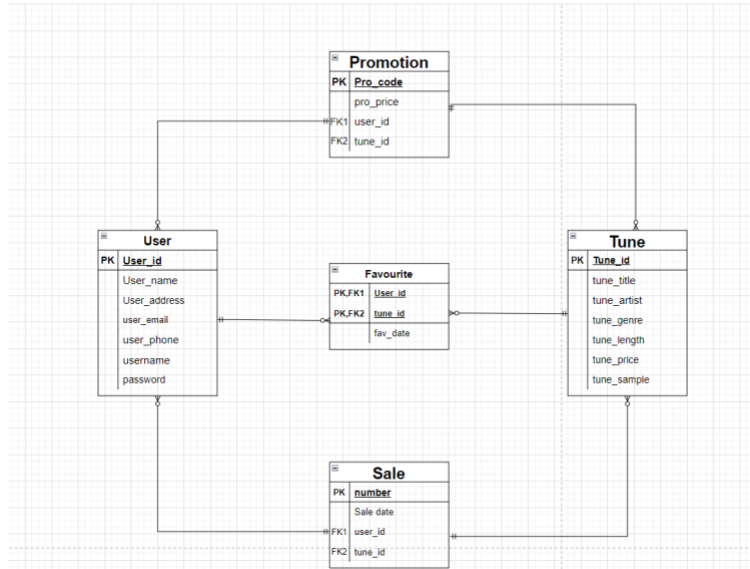 Promotion
PK Pro_code
pro_price
FK1 user_id
FK2 tune_id
User
PK User_id
User_name
User_address
user_email
user_phone
username
password
Favourite
PK,FK1 User_id
PK,FK2 tune_id
fav_date
Tune
PK Tune_id
tune_title
tune_artist
tune_genre
tune_length
tune_price
tune_sample
Sale
PK number
Sale date
FK1 user_id
FK2 tune_id